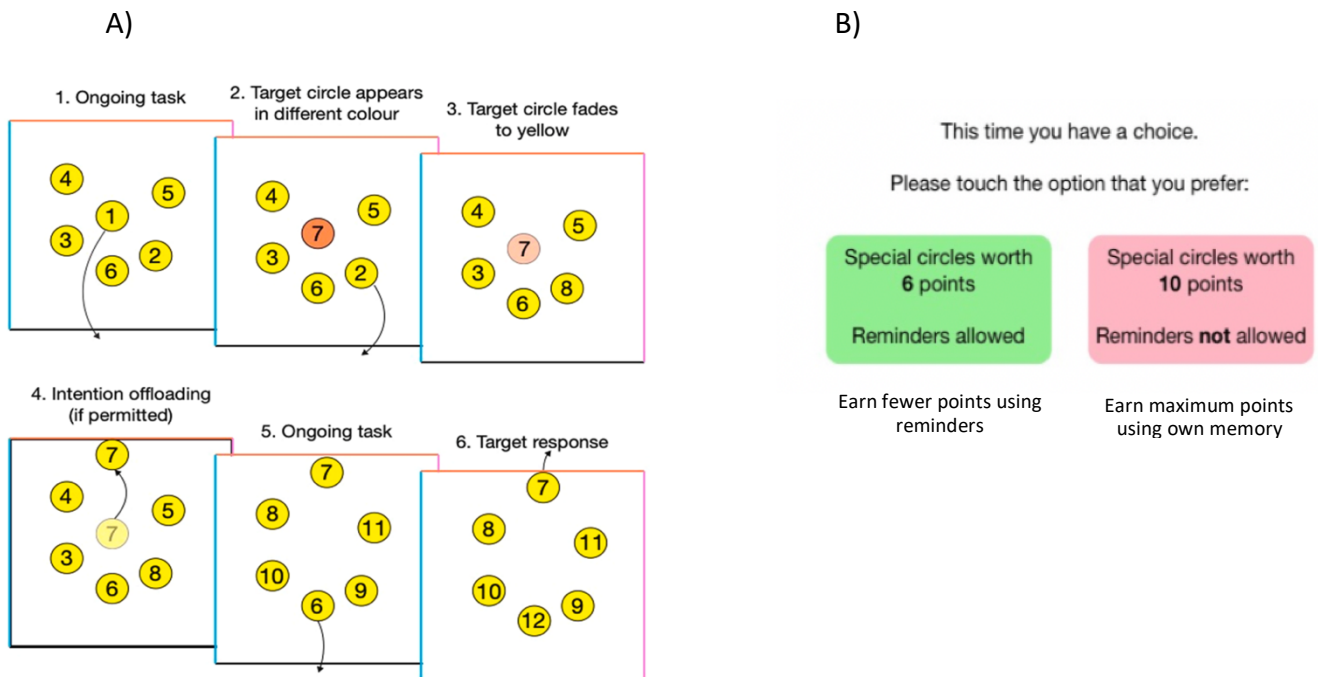 A)
B)
1. Ongoing task
2. Target circle appears
in different colour
3. Target circle fades
to yellow
4
5
1
3
2
6
4
5
7
3
2
6
4
5
7
3
8
6
4. Intention offloading
(if permitted)
5. Ongoing task
6. Target response
7
4
5
7
3
8
6
7
8
11
10
9
6
7
8
11
10
9
12
This time you have a choice.
Please touch the option that you prefer:
Special circles worth
6 points
Reminders allowed
Special circles worth
10 points
Reminders not allowed
Earn fewer points using
reminders
Earn maximum points
using own memory